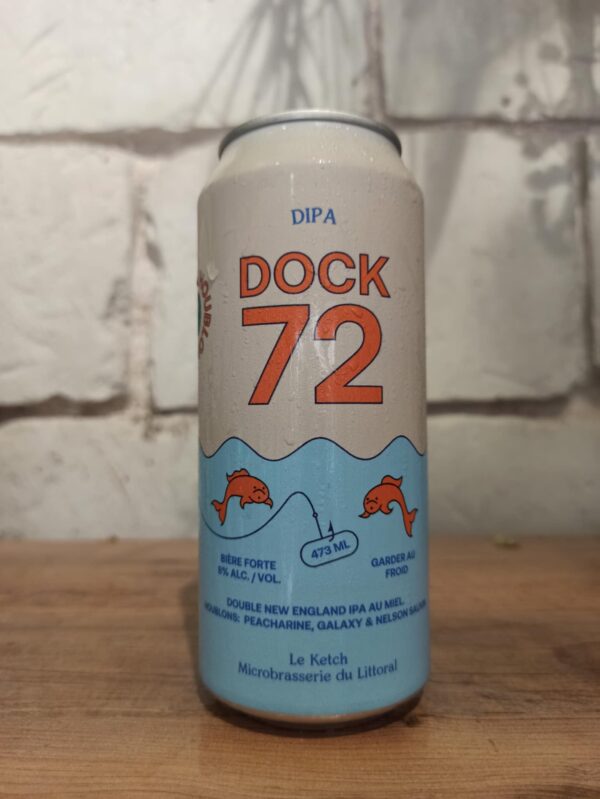 DIPA
DOCK
72
473 ML
BIÈRE FORTE
8% ALC. / VOL.
GARDER AU
FROID
DOUBLE NEW ENGLAND IPA AU MIEL.
HOUBLONS: PEACHARINE, GALAXY & NELSON
Le Ketch
Microbrasserie du Littoral